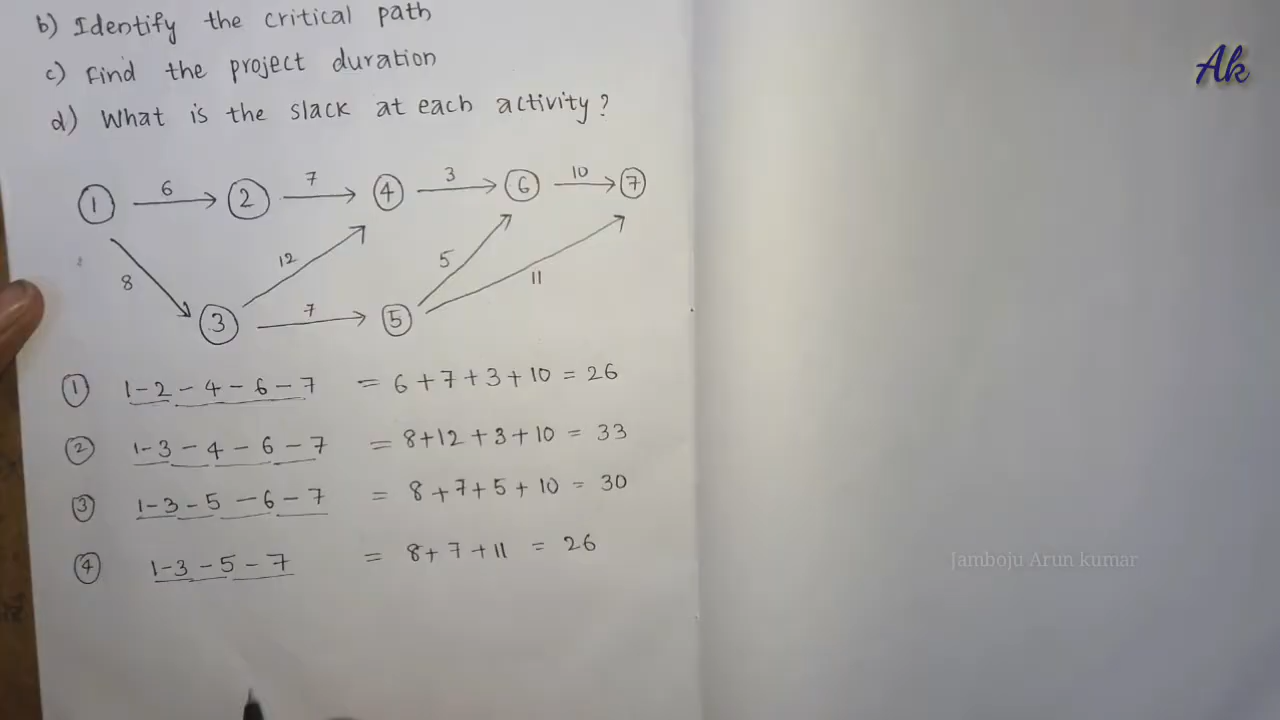 b) Identify the critical path
c) Find the project duration
Ak
d) What is the slack at each activity?
1 6 2 7 4 3 6 10 7
8 12 5 11
3 7 5
1 1-2-4-6-7 = 6+7+3+10 = 26
2 1-3-4-6-7 = 8+12+3+10 = 33
3 1-3-5-6-7 = 8+7+5+10 = 30
4 1-3-5-7 = 8+7+11 = 26
Jamboju Arun kumar